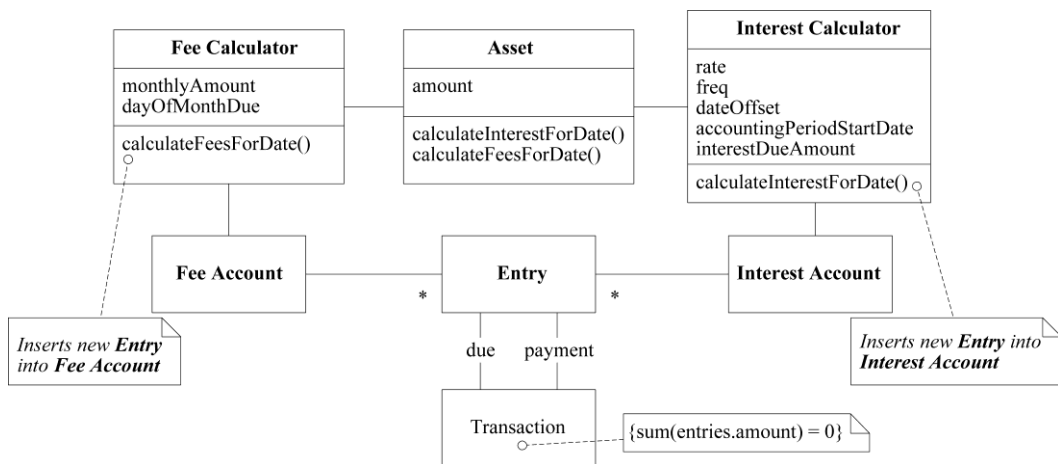 Fee Calculator
monthlyAmount
dayOfMonthDue
calculateFeesForDate()
Asset
amount
calculateInterestForDate()
calculateFeesForDate()
Interest Calculator
rate
freq
dateOffset
accountingPeriodStartDate
interestDueAmount
calculateInterestForDate()
Fee Account
*
Entry
*
Interest Account
Inserts new Entry
into Fee Account
due
payment
Inserts new Entry into
Interest Account
Transaction
{sum(entries.amount) = 0}